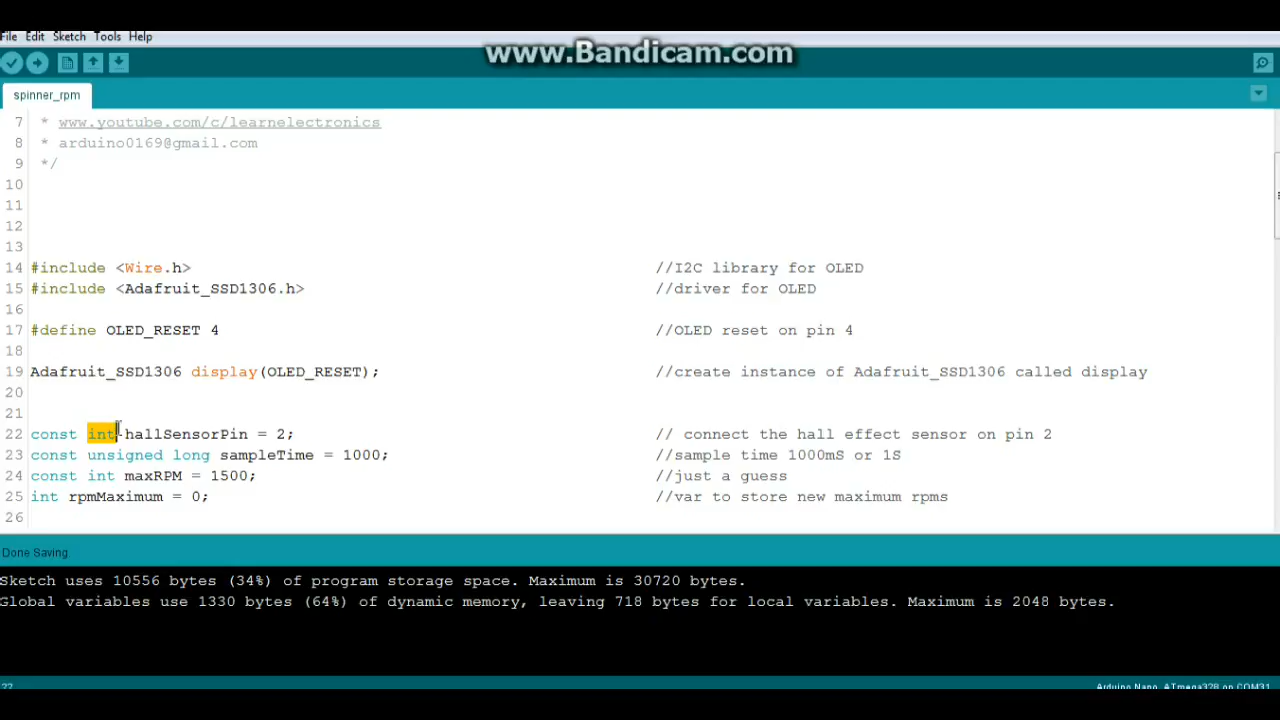 www.Bandicam.com
File Edit Sketch Tools Help
spinner_rpm
7 * www.youtube.com/c/learnelectronics
8 * arduino0169@gmail.com
9 */
10
11
12
13
14 #include <Wire.h> //I2C library for OLED
15 #include <Adafruit_SSD1306.h> //driver for OLED
16
17 #define OLED_RESET 4 //OLED reset on pin 4
18
19 Adafruit_SSD1306 display(OLED_RESET); //create instance of Adafruit_SSD1306 called display
20
21
22 const int hallSensorPin = 2; // connect the hall effect sensor on pin 2
23 const unsigned long sampleTime = 1000; //sample time 1000mS or 1S
24 const int maxRPM = 1500; //just a guess
25 int rpmMaximum = 0; //var to store new maximum rpms
26
Done Saving.
Sketch uses 10556 bytes (34%) of program storage space. Maximum is 30720 bytes.
Global variables use 1330 bytes (64%) of dynamic memory, leaving 718 bytes for local variables. Maximum is 2048 bytes.
22 Arduino Nano, ATmega328 on COM31